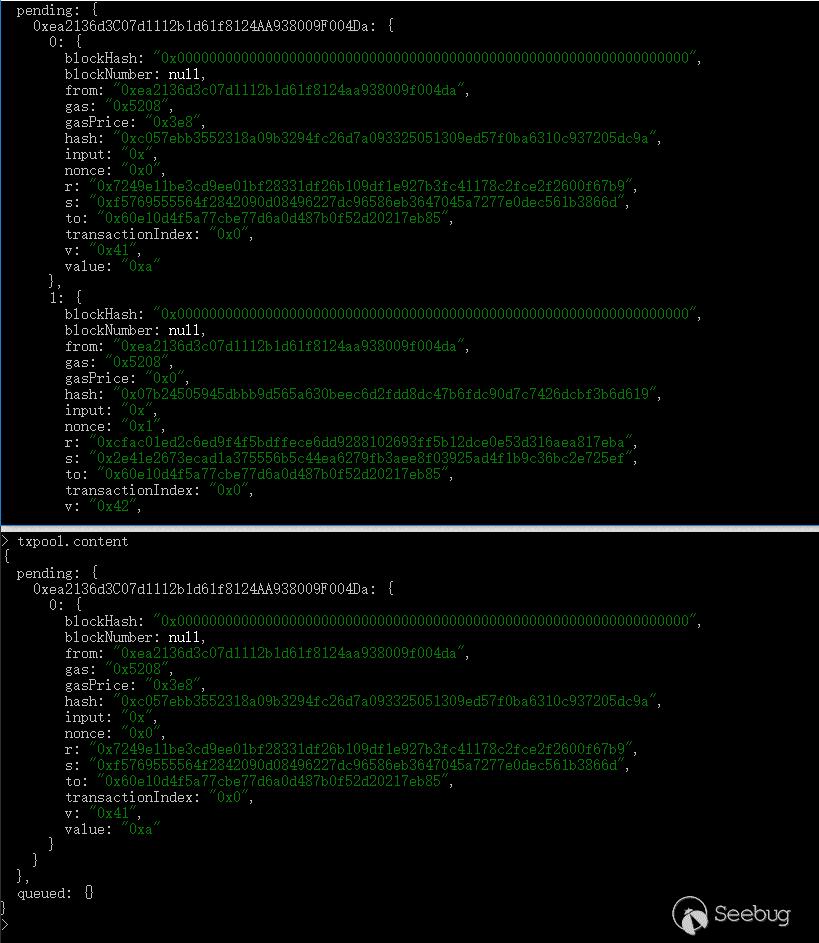 pending: {
0xea2136d3C07d1112b1d61f8124AA938009F004Da: {
0: {
blockHash: "0x0000000000000000000000000000000000000000000000000000000000000000",
blockNumber: null,
from: "0xea2136d3c07d1112b1d61f8124aa938009f004da",
gas: "0x5208",
gasPrice: "0x3e8",
hash: "0xc057ebb3552318a09b3294fc26d7a093325051309ed57f0ba6310c937205dc9a",
input: "0x",
nonce: "0x0",
r: "0x7249e11be3cd9ee01bf28331df26b109df1e927b3fc41178c2fce2f2600f67b9",
s: "0xf5769555564f2842090d08496227dc96586eb3647045a7277e0dec561b3866d",
to: "0x60e10d4f5a77cbe77d6a0d487b0f52d20217eb85",
transactionIndex: "0x0",
v: "0x41",
value: "0xa"
},
1: {
blockHash: "0x0000000000000000000000000000000000000000000000000000000000000000",
blockNumber: null,
from: "0xea2136d3c07d1112b1d61f8124aa938009f004da",
gas: "0x5208",
gasPrice: "0x0",
hash: "0x07b24505945dbbb9d565a630beec6d2fdd8dc47b6fdc90d7c7426dcbf3b6d619",
input: "0x",
nonce: "0x1",
r: "0xcfac01ed2c6ed9f4f5bdffece6dd9288102693ff5b12dce0e53d316aea817eba",
s: "0x2e41e2673ecad1a375556b5c44ea6279fb3aee8f03925ad4f1b9c36bc2e725ef",
to: "0x60e10d4f5a77cbe77d6a0d487b0f52d20217eb85",
transactionIndex: "0x0",
v: "0x42",
> txpool.content
{
pending: {
0xea2136d3C07d1112b1d61f8124AA938009F004Da: {
0: {
blockHash: "0x0000000000000000000000000000000000000000000000000000000000000000",
blockNumber: null,
from: "0xea2136d3c07d1112b1d61f8124aa938009f004da",
gas: "0x5208",
gasPrice: "0x3e8",
hash: "0xc057ebb3552318a09b3294fc26d7a093325051309ed57f0ba6310c937205dc9a",
input: "0x",
nonce: "0x0",
r: "0x7249e11be3cd9ee01bf28331df26b109df1e927b3fc41178c2fce2f2600f67b9",
s: "0xf5769555564f2842090d08496227dc96586eb3647045a7277e0dec561b3866d",
to: "0x60e10d4f5a77cbe77d6a0d487b0f52d20217eb85",
transactionIndex: "0x0",
v: "0x41",
value: "0xa"
}
}
},
queued: {}
}
>
Seebug